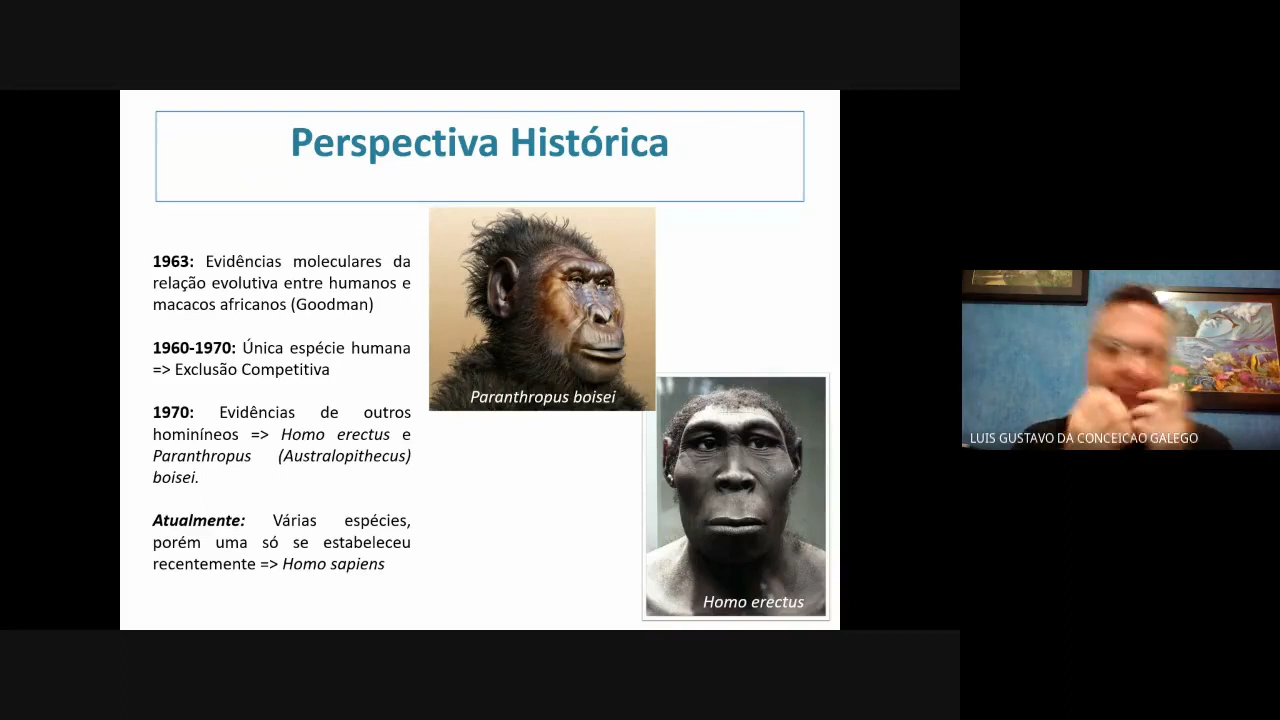 Perspectiva Histórica
1963: Evidências moleculares da
relação evolutiva entre humanos e
macacos africanos (Goodman)
1960-1970: Única espécie humana
=> Exclusão Competitiva
1970: Evidências de outros
hominíneos => Homo erectus e
Paranthropus (Australopithecus)
boisei.
Atualmente: Várias espécies,
porém uma só se estabeleceu
recentemente => Homo sapiens
Paranthropus boisei
Homo erectus
LUIS GUSTAVO DA CONCEICAO GALEGO